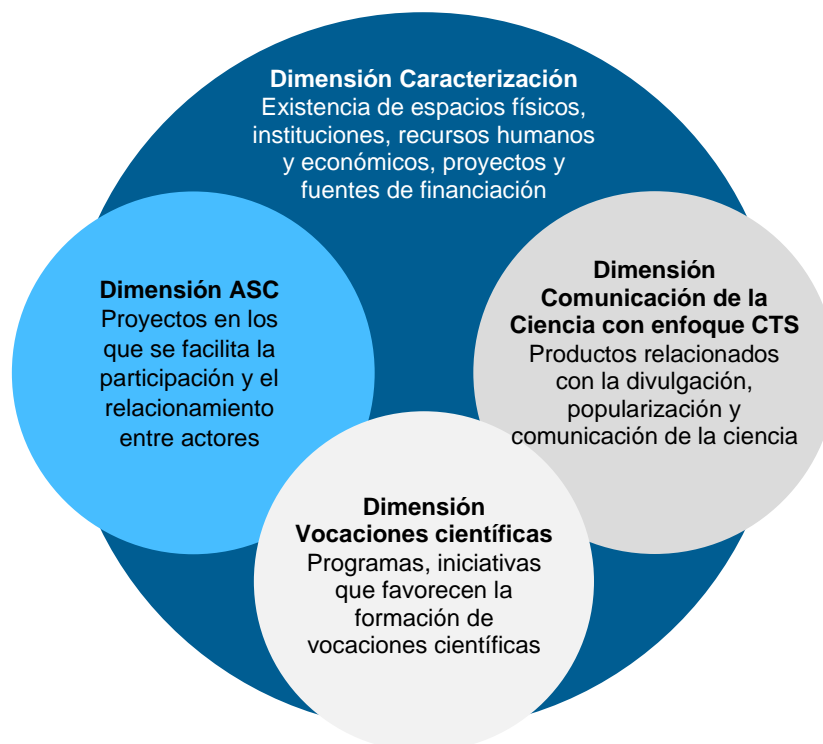 Dimensión Caracterización
Existencia de espacios físicos,
instituciones, recursos humanos
y económicos, proyectos y
fuentes de financiación
Dimensión ASC
Proyectos en los
que se facilita la
participación y el
relacionamiento
entre actores
Dimensión
Comunicación de la
Ciencia con enfoque CTS
Productos relacionados
con la divulgación,
popularización y
comunicación de la ciencia
Dimensión
Vocaciones científicas
Programas, iniciativas
que favorecen la
formación de
vocaciones científicas